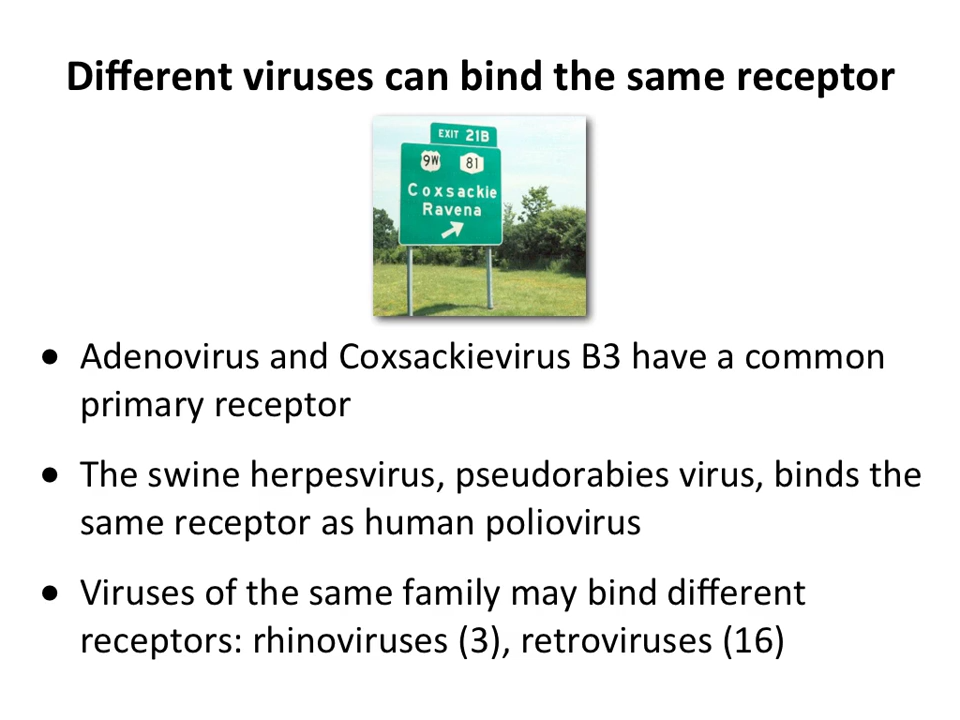 Different viruses can bind the same receptor
EXIT 21B
9W 81
Coxsackie
Ravena
• Adenovirus and Coxsackievirus B3 have a common
primary receptor
• The swine herpesvirus, pseudorabies virus, binds the
same receptor as human poliovirus
• Viruses of the same family may bind different
receptors: rhinoviruses (3), retroviruses (16)